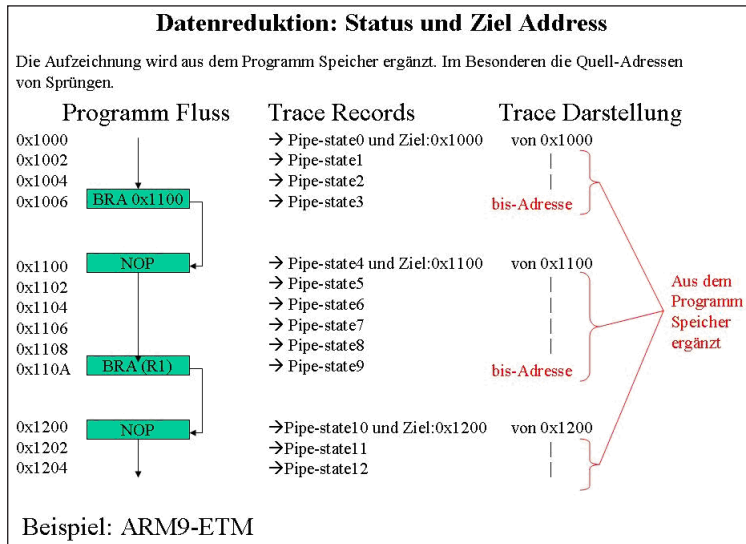 Datenreduktion: Status und Ziel Address
Die Aufzeichnung wird aus dem Programm Speicher ergänzt. Im Besonderen die Quell-Adressen
von Sprüngen.
Programm Fluss Trace Records Trace Darstellung
0x1000 → Pipe-state0 und Ziel:0x1000 von 0x1000
0x1002 → Pipe-state1 |
0x1004 → Pipe-state2 |
0x1006 BRA 0x1100 → Pipe-state3 bis-Adresse
0x1100 NOP → Pipe-state4 und Ziel:0x1100 von 0x1100
0x1102 → Pipe-state5 |
0x1104 → Pipe-state6 |
0x1106 → Pipe-state7 |
0x1108 → Pipe-state8 |
0x110A BRA (R1) → Pipe-state9 bis-Adresse
Aus dem
Programm
Speicher
ergänzt
0x1200 NOP →Pipe-state10 und Ziel:0x1200 von 0x1200
0x1202 →Pipe-state11 |
0x1204 →Pipe-state12 |
Beispiel: ARM9-ETM